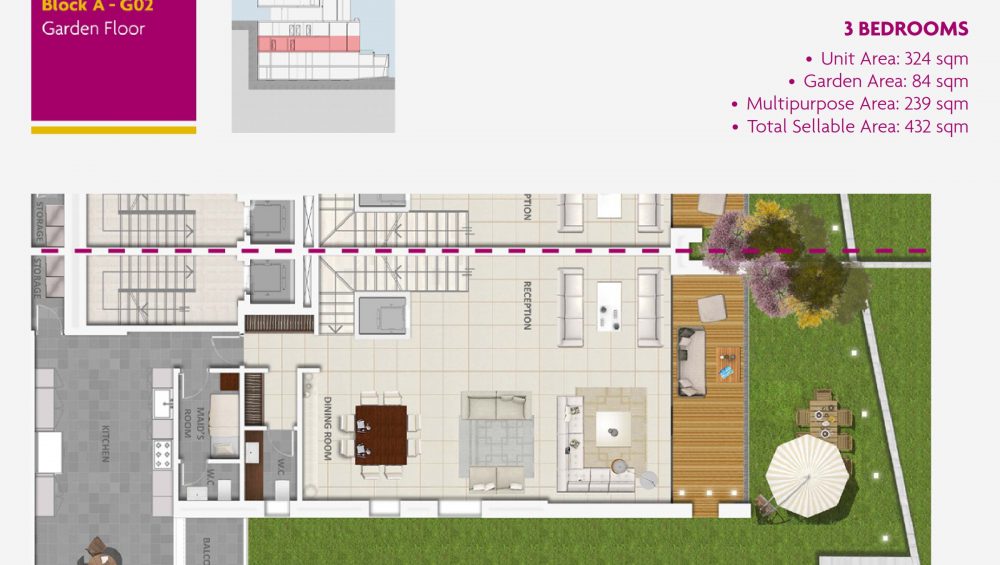 Block A - G02
Garden Floor
3 BEDROOMS
• Unit Area: 324 sqm
• Garden Area: 84 sqm
• Multipurpose Area: 239 sqm
• Total Sellable Area: 432 sqm
STORAGE
PTION
STORAGE
RECEPTION
KITCHEN
MAID'S
ROOM
DINING ROOM
W.C
W.C
BALCO